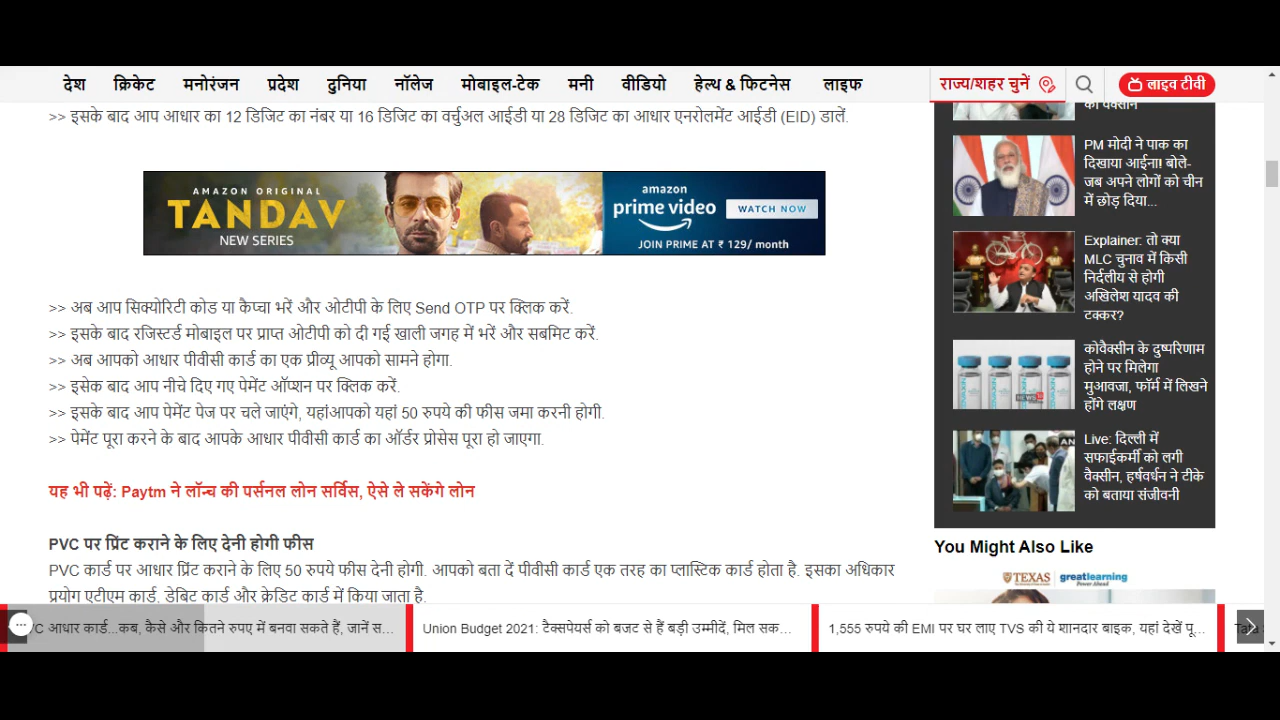 देश क्रिकेट मनोरंजन प्रदेश दुनिया नॉलेज मोबाइल-टेक मनी वीडियो हेल्थ & फिटनेस लाइफ राज्य/शहर चुनें लाइव टीवी
>> इसके बाद आप आधार का 12 डिजिट का नंबर या 16 डिजिट का वर्चुअल आईडी या 28 डिजिट का आधार एनरोलमेंट आईडी (EID) डालें.
AMAZON ORIGINAL
TANDAV
NEW SERIES
amazon
prime video
WATCH NOW
JOIN PRIME AT ₹ 129/ month
>> अब आप सिक्योरिटी कोड या कैप्चा भरें और ओटीपी के लिए Send OTP पर क्लिक करें.
>> इसके बाद रजिस्टर्ड मोबाइल पर प्राप्त ओटीपी को दी गई खाली जगह में भरें और सबमिट करें.
>> अब आपको आधार पीवीसी कार्ड का एक प्रीव्यू आपको सामने होगा.
>> इसेक बाद आप नीचे दिए गए पेमेंट ऑप्शन पर क्लिक करें.
>> इसके बाद आप पेमेंट पेज पर चले जाएंगे, यहांआपको यहां 50 रुपये की फीस जमा करनी होगी.
>> पेमेंट पूरा करने के बाद आपके आधार पीवीसी कार्ड का ऑर्डर प्रोसेस पूरा हो जाएगा.
यह भी पढ़ें: Paytm ने लॉन्च की पर्सनल लोन सर्विस, ऐसे ले सकेंगे लोन
PVC पर प्रिंट कराने के लिए देनी होगी फीस
PVC कार्ड पर आधार प्रिंट कराने के लिए 50 रुपये फीस देनी होगी. आपको बता दें पीवीसी कार्ड एक तरह का प्लास्टिक कार्ड होता है. इसका अधिकार
प्रयोग एटीएम कार्ड, डेबिट कार्ड और क्रेडिट कार्ड में किया जाता है.
की वैक्सीन
PM मोदी ने पाक का
दिखाया आईना! बोले-
जब अपने लोगों को चीन
में छोड़ दिया...
Explainer: तो क्या
MLC चुनाव में किसी
निर्दलीय से होगी
अखिलेश यादव की
टक्कर?
कोवैक्सीन के दुष्परिणाम
होने पर मिलेगा
मुआवजा, फॉर्म में लिखने
होंगे लक्षण
Live: दिल्ली में
सफाईकर्मी को लगी
वैक्सीन, हर्षवर्धन ने टीके
को बताया संजीवनी
You Might Also Like
TEXAS greatlearning
Power Ahead
C आधार कार्ड...कब, कैसे और कितने रुपए में बनवा सकते हैं, जानें स...
Union Budget 2021: टैक्सपेयर्स को बजट से हैं बड़ी उम्मीदें, मिल सक...
1,555 रुपये की EMI पर घर लाए TVS की ये शानदार बाइक, यहां देखें पू...